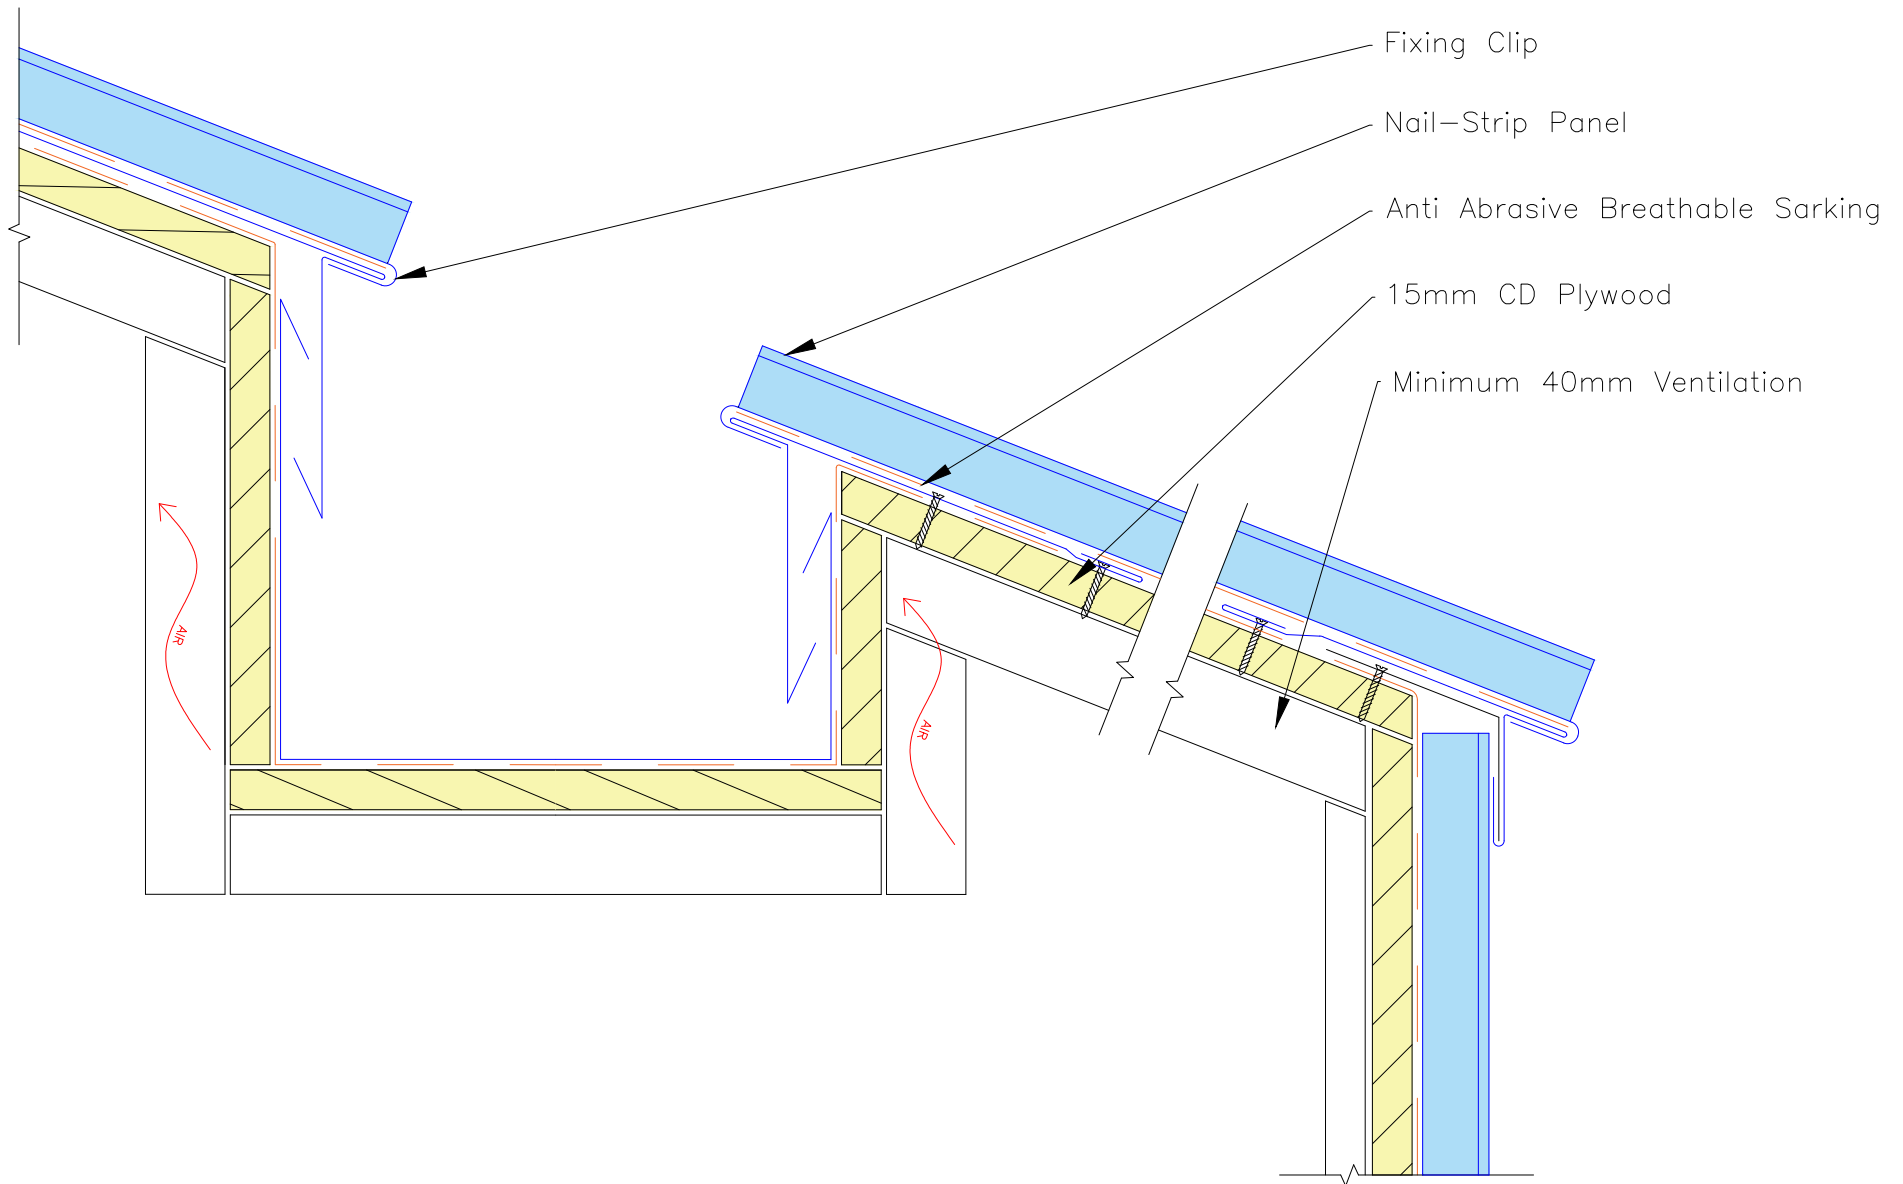 Fixing Clip
Nail-Strip Panel
Anti Abrasive Breathable Sarking
15mm CD Plywood
Minimum 40mm Ventilation
AIR
AIR